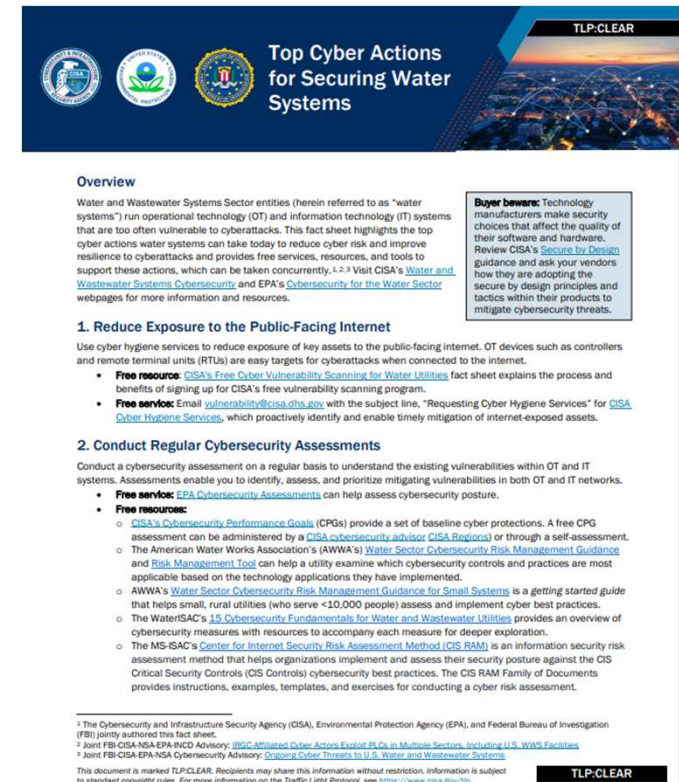 TLP:CLEAR
Top Cyber Actions
for Securing Water
Systems
Overview
Water and Wastewater Systems Sector entities (herein referred to as “water
systems”) run operational technology (OT) and information technology (IT) systems
that are too often vulnerable to cyberattacks. This fact sheet highlights the top
cyber actions water systems can take today to reduce cyber risk and improve
resilience to cyberattacks and provides free services, resources, and tools to
support these actions, which can be taken concurrently.1, 2, 3 Visit CISA’s Water and
Wastewater Systems Cybersecurity and EPA’s Cybersecurity for the Water Sector
webpages for more information and resources.
Buyer beware: Technology
manufacturers make security
choices that affect the quality of
their software and hardware.
Review CISA’s Secure by Design
guidance and ask your vendors
how they are adopting the
secure by design principles and
tactics within their products to
mitigate cybersecurity threats.
1. Reduce Exposure to the Public-Facing Internet
Use cyber hygiene services to reduce exposure of key assets to the public-facing internet. OT devices such as controllers
and remote terminal units (RTUs) are easy targets for cyberattacks when connected to the internet.
• Free resource: CISA’s Free Cyber Vulnerability Scanning for Water Utilities fact sheet explains the process and
benefits of signing up for CISA’s free vulnerability scanning program.
• Free service: Email vulnerability@cisa.dhs.gov with the subject line, “Requesting Cyber Hygiene Services” for CISA
Cyber Hygiene Services, which proactively identify and enable timely mitigation of internet-exposed assets.
2. Conduct Regular Cybersecurity Assessments
Conduct a cybersecurity assessment on a regular basis to understand the existing vulnerabilities within OT and IT
systems. Assessments enable you to identify, assess, and prioritize mitigating vulnerabilities in both OT and IT networks.
• Free service: EPA Cybersecurity Assessments can help assess cybersecurity posture.
• Free resources:
o CISA’s Cybersecurity Performance Goals (CPGs) provide a set of baseline cyber protections. A free CPG
assessment can be administered by a CISA cybersecurity advisor CISA Regions) or through a self-assessment.
o The American Water Works Association’s (AWWA’s) Water Sector Cybersecurity Risk Management Guidance
and Risk Management Tool can help a utility examine which cybersecurity controls and practices are most
applicable based on the technology applications they have implemented.
o AWWA’s Water Sector Cybersecurity Risk Management Guidance for Small Systems is a getting started guide
that helps small, rural utilities (who serve <10,000 people) assess and implement cyber best practices.
o The WaterISAC’s 15 Cybersecurity Fundamentals for Water and Wastewater Utilities provides an overview of
cybersecurity measures with resources to accompany each measure for deeper exploration.
o The MS-ISAC’s Center for Internet Security Risk Assessment Method (CIS RAM) is an information security risk
assessment method that helps organizations implement and assess their security posture against the CIS
Critical Security Controls (CIS Controls) cybersecurity best practices. The CIS RAM Family of Documents
provides instructions, examples, templates, and exercises for conducting a cyber risk assessment.
1 The Cybersecurity and Infrastructure Security Agency (CISA), Environmental Protection Agency (EPA), and Federal Bureau of Investigation
(FBI) jointly authored this fact sheet.
2 Joint FBI-CISA-NSA-EPA-INCD Advisory: IRGC-Affiliated Cyber Actors Exploit PLCs in Multiple Sectors, Including U.S. WWS Facilities
3 Joint FBI-CISA-EPA-NSA Cybersecurity Advisory: Ongoing Cyber Threats to U.S. Water and Wastewater Systems
This document is marked TLP:CLEAR. Recipients may share this information without restriction. Information is subject
to standard copyright rules. For more information on the Traffic Light Protocol, see https://www.cisa.gov/tlp
TLP:CLEAR